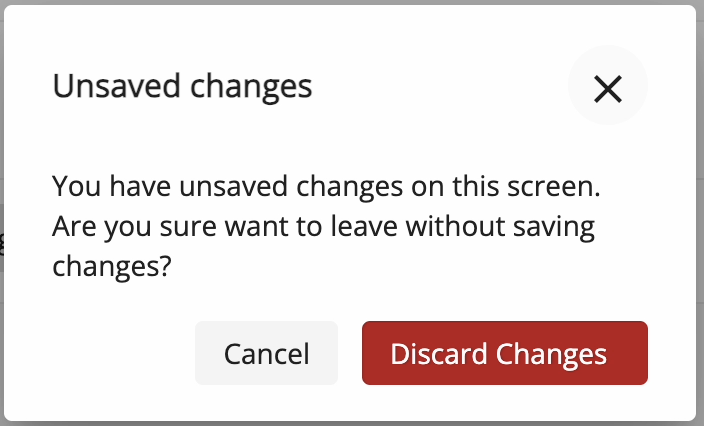 Unsaved changes
You have unsaved changes on this screen.
Are you sure want to leave without saving
changes?
Cancel
Discard Changes